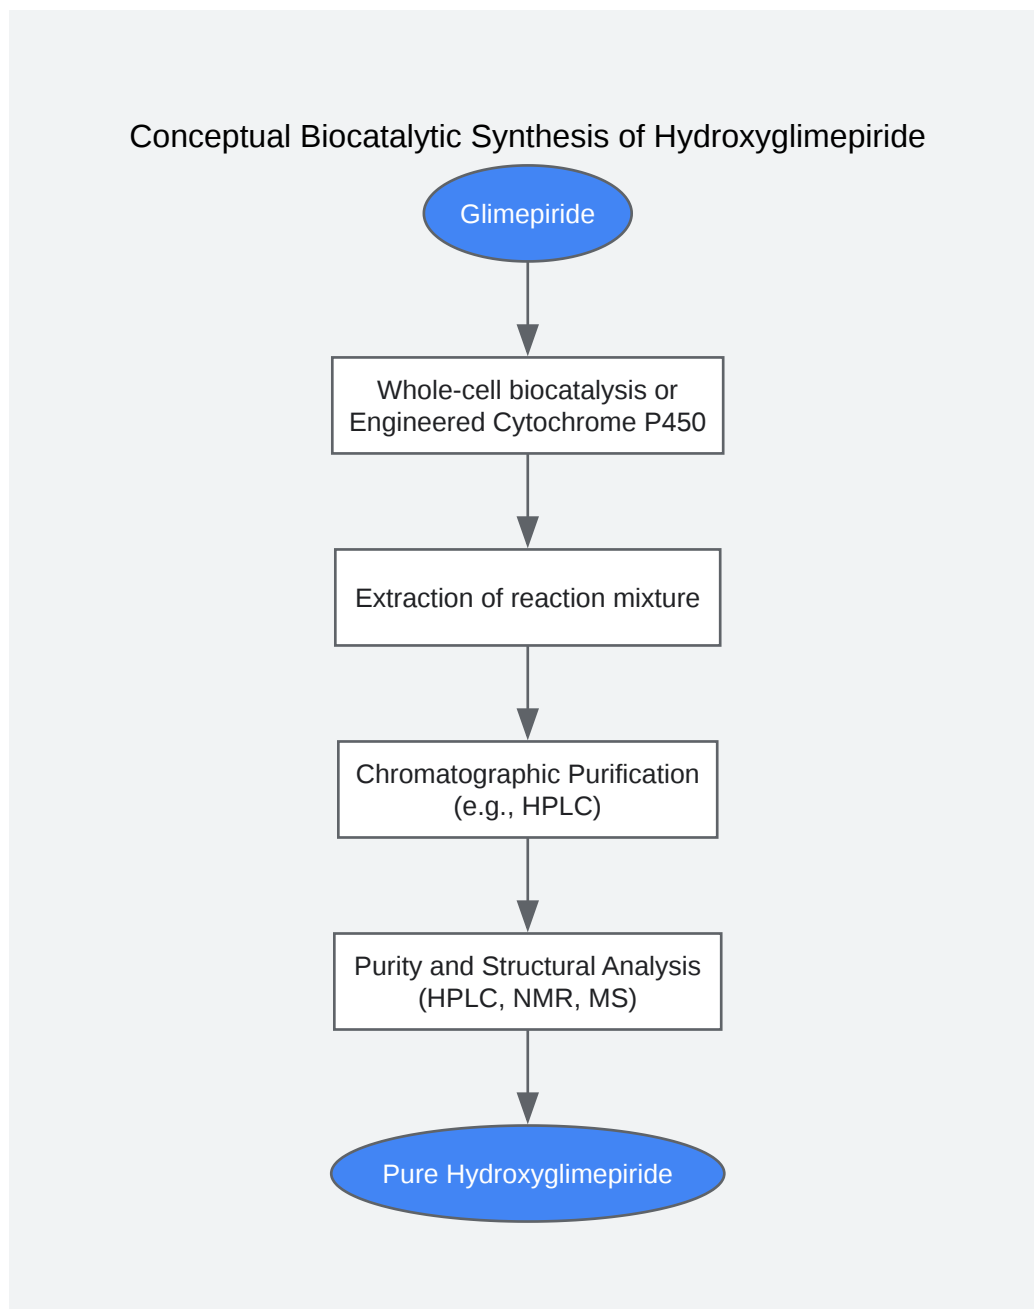 Conceptual Biocatalytic Synthesis of Hydroxyglimepiride
Glimepiride
Whole-cell biocatalysis or
Engineered Cytochrome P450
Extraction of reaction mixture
Chromatographic Purification
(e.g., HPLC)
Purity and Structural Analysis
(HPLC, NMR, MS)
Pure Hydroxyglimepiride